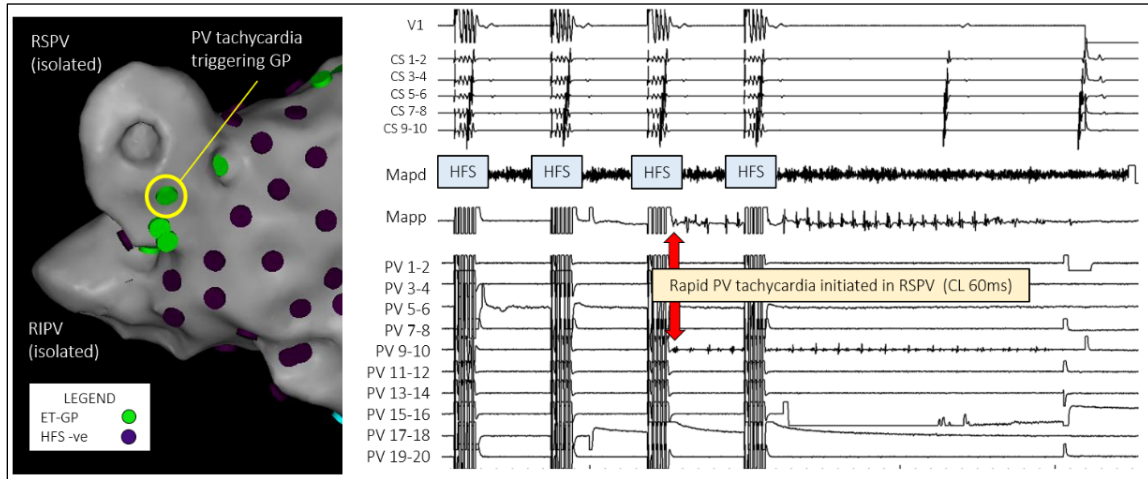 RSPV
(isolated)
PV tachycardia
triggering GP
RIPV
(isolated)
LEGEND
ET-GP
HFS -ve
V1
CS 1-2
CS 3-4
CS 5-6
CS 7-8
CS 9-10
Mapd
HFS
HFS
HFS
HFS
Mapp
PV 1-2
Rapid PV tachycardia initiated in RSPV (CL 60ms)
PV 3-4
PV 5-6
PV 7-8
PV 9-10
PV 11-12
PV 13-14
PV 15-16
PV 17-18
PV 19-20